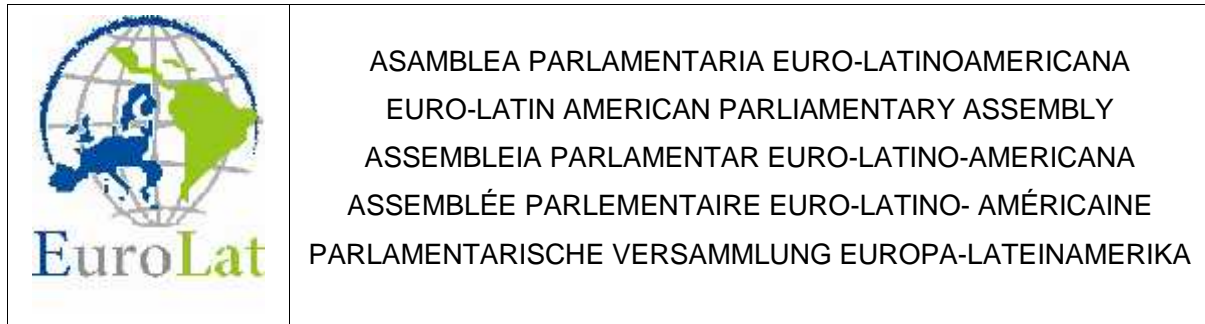 EuroLat
ASAMBLEA PARLAMENTARIA EURO-LATINOAMERICANA
EURO-LATIN AMERICAN PARLIAMENTARY ASSEMBLY
ASSEMBLEIA PARLAMENTAR EURO-LATINO-AMERICANA
ASSEMBLÉE PARLEMENTAIRE EURO-LATINO- AMÉRICAINE
PARLAMENTARISCHE VERSAMMLUNG EUROPA-LATEINAMERIKA